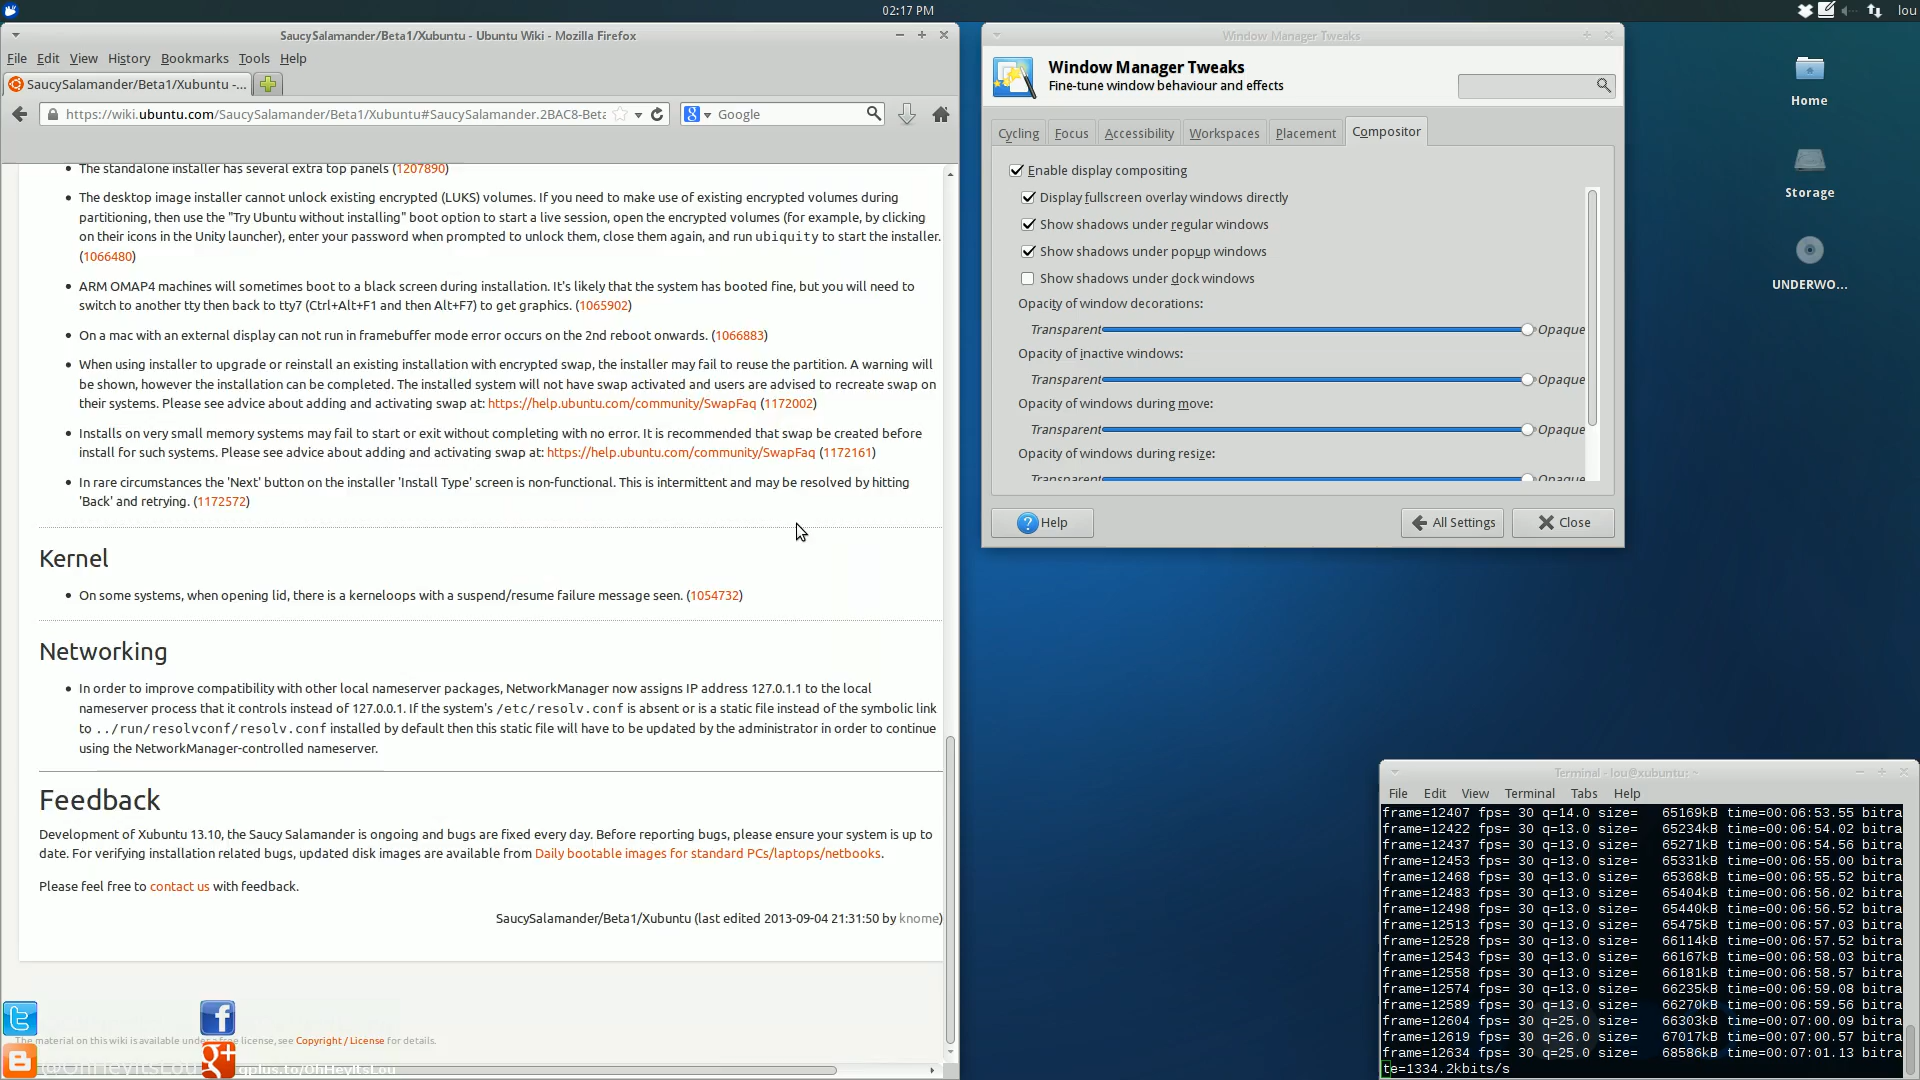 02:17 PM
lou
SaucySalamander/Beta1/Xubuntu - Ubuntu Wiki - Mozilla Firefox
File Edit View History Bookmarks Tools Help
SaucySalamander/Beta1/Xubuntu -...
https://wiki.ubuntu.com/SaucySalamander/Beta1/Xubuntu#SaucySalamander.2BAC8-Beta
Google
The standalone installer has several extra top panels (1207890)
The desktop image installer cannot unlock existing encrypted (LUKS) volumes. If you need to make use of existing encrypted volumes during
partitioning, then use the "Try Ubuntu without installing" boot option to start a live session, open the encrypted volumes (for example, by clicking
on their icons in the Unity launcher), enter your password when prompted to unlock them, close them again, and run ubiquity to start the installer.
(1066480)
ARM OMAP4 machines will sometimes boot to a black screen during installation. It's likely that the system has booted fine, but you will need to
switch to another tty then back to tty7 (Ctrl+Alt+F1 and then Alt+F7) to get graphics. (1065902)
On a mac with an external display can not run in framebuffer mode error occurs on the 2nd reboot onwards. (1066883)
When using installer to upgrade or reinstall an existing installation with encrypted swap, the installer may fail to reuse the partition. A warning will
be shown, however the installation can be completed. The installed system will not have swap activated and users are advised to recreate swap on
their systems. Please see advice about adding and activating swap at: https://help.ubuntu.com/community/SwapFaq (1172002)
Installs on very small memory systems may fail to start or exit without completing with no error. It is recommended that swap be created before
install for such systems. Please see advice about adding and activating swap at: https://help.ubuntu.com/community/SwapFaq (1172161)
In rare circumstances the 'Next' button on the installer 'Install Type' screen is non-functional. This is intermittent and may be resolved by hitting
'Back' and retrying. (1172572)
Kernel
On some systems, when opening lid, there is a kerneloops with a suspend/resume failure message seen. (1054732)
Networking
In order to improve compatibility with other local nameserver packages, NetworkManager now assigns IP address 127.0.1.1 to the local
nameserver process that it controls instead of 127.0.0.1. If the system's /etc/resolv.conf is absent or is a static file instead of the symbolic link
to ../run/resolvconf/resolv.conf installed by default then this static file will have to be updated by the administrator in order to continue
using the NetworkManager-controlled nameserver.
Feedback
Development of Xubuntu 13.10, the Saucy Salamander is ongoing and bugs are fixed every day. Before reporting bugs, please ensure your system is up to
date. For verifying installation related bugs, updated disk images are available from Daily bootable images for standard PCs/laptops/netbooks.
Please feel free to contact us with feedback.
SaucySalamander/Beta1/Xubuntu (last edited 2013-09-04 21:31:50 by knome)
The material on this wiki is available under a free license, see Copyright / License for details.
@OhHeyItsLou
gplus.to/OhHeyItsLou
Window Manager Tweaks
Window Manager Tweaks
Fine-tune window behaviour and effects
Cycling Focus Accessibility Workspaces Placement Compositor
Enable display compositing
Display fullscreen overlay windows directly
Show shadows under regular windows
Show shadows under popup windows
Show shadows under dock windows
Opacity of window decorations:
Transparent Opaque
Opacity of inactive windows:
Transparent Opaque
Opacity of windows during move:
Transparent Opaque
Opacity of windows during resize:
Transparent Opaque
Help
All Settings
Close
Home
Storage
UNDERWO...
Terminal - lou@xubuntu: ~
File Edit View Terminal Tabs Help
frame=12407 fps= 30 q=14.0 size=   65169kB time=00:06:53.55 bitra
frame=12422 fps= 30 q=13.0 size=   65234kB time=00:06:54.02 bitra
frame=12437 fps= 30 q=13.0 size=   65271kB time=00:06:54.56 bitra
frame=12453 fps= 30 q=13.0 size=   65331kB time=00:06:55.00 bitra
frame=12468 fps= 30 q=13.0 size=   65368kB time=00:06:55.52 bitra
frame=12483 fps= 30 q=13.0 size=   65404kB time=00:06:56.02 bitra
frame=12498 fps= 30 q=13.0 size=   65440kB time=00:06:56.52 bitra
frame=12513 fps= 30 q=13.0 size=   65475kB time=00:06:57.03 bitra
frame=12528 fps= 30 q=13.0 size=   66114kB time=00:06:57.52 bitra
frame=12543 fps= 30 q=13.0 size=   66167kB time=00:06:58.03 bitra
frame=12558 fps= 30 q=13.0 size=   66181kB time=00:06:58.57 bitra
frame=12574 fps= 30 q=13.0 size=   66235kB time=00:06:59.08 bitra
frame=12589 fps= 30 q=13.0 size=   66270kB time=00:06:59.56 bitra
frame=12604 fps= 30 q=25.0 size=   66303kB time=00:07:00.09 bitra
frame=12619 fps= 30 q=26.0 size=   67017kB time=00:07:00.57 bitra
frame=12634 fps= 30 q=25.0 size=   68586kB time=00:07:01.13 bitra
te=1334.2kbits/s